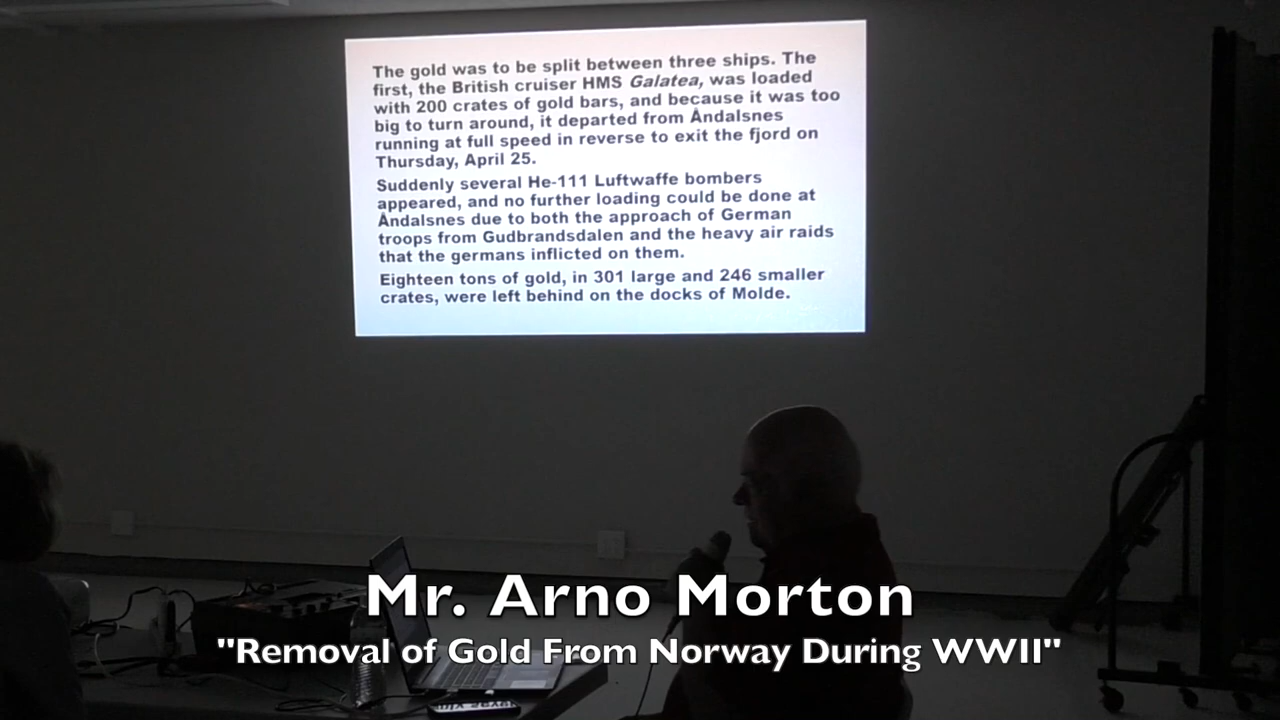 The gold was to be split between three ships. The
first, the British cruiser HMS Galatea, was loaded
with 200 crates of gold bars, and because it was too
big to turn around, it departed from Åndalsnes
running at full speed in reverse to exit the fjord on
Thursday, April 25.
Suddenly several He-111 Luftwaffe bombers
appeared, and no further loading could be done at
Åndalsnes due to both the approach of German
troops from Gudbrandsdalen and the heavy air raids
that the germans inflicted on them.
Eighteen tons of gold, in 301 large and 246 smaller
crates, were left behind on the docks of Molde.
Mr. Arno Morton
"Removal of Gold From Norway During WWII"